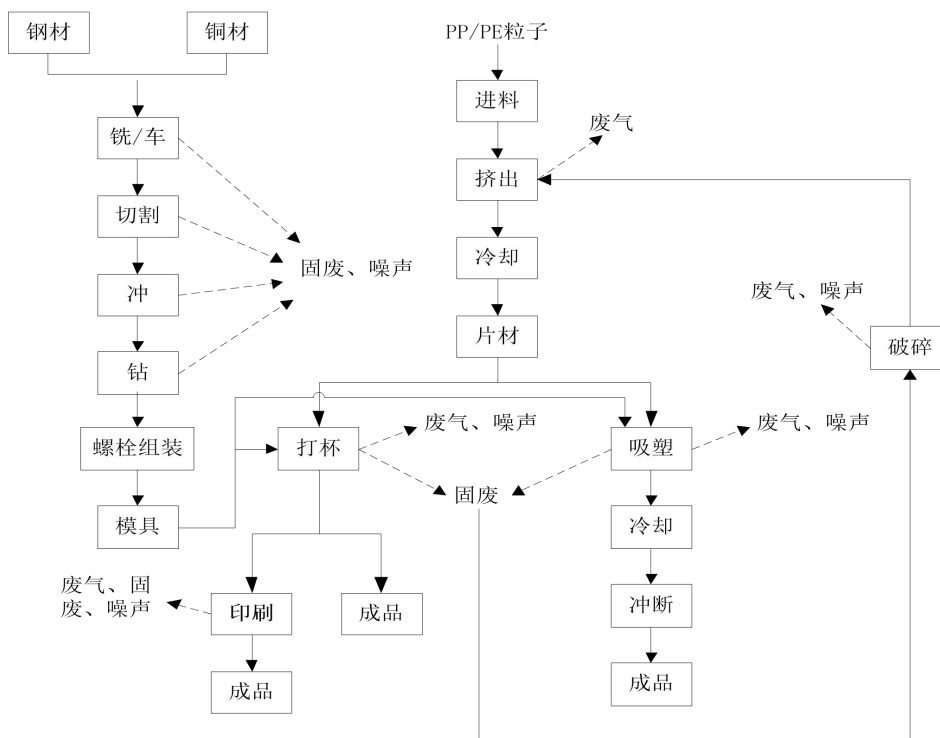 钢材
铜材
PP/PE粒子
进料
铣/车
废气
挤出
切割
冷却
固废、噪声
冲
废气、噪声
片材
破碎
钻
废气、噪声
废气、噪声
螺栓组装
打杯
吸塑
固废
模具
冷却
废气、固
废、噪声
印刷
成品
冲断
成品
成品